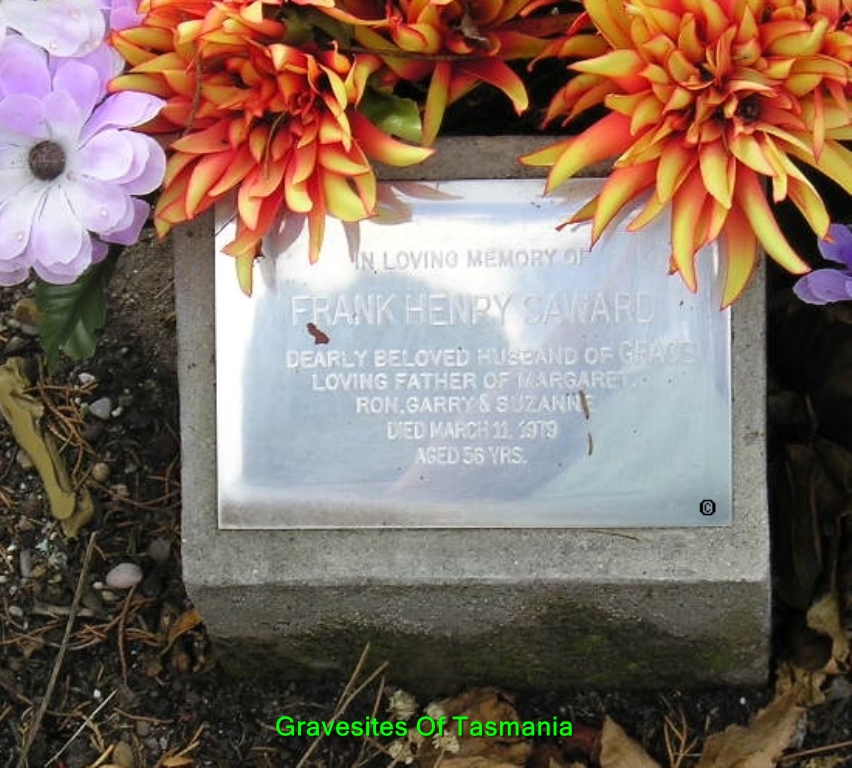 IN LOVING MEMORY OF
FRANK HENRY SAWARD
DEARLY BELOVED HUSBAND OF GRACE
LOVING FATHER OF MARGARET,
RON, GARRY & SUZANNE
DIED MARCH 11, 1979
AGED 56 YRS.
©
Gravesites Of Tasmania